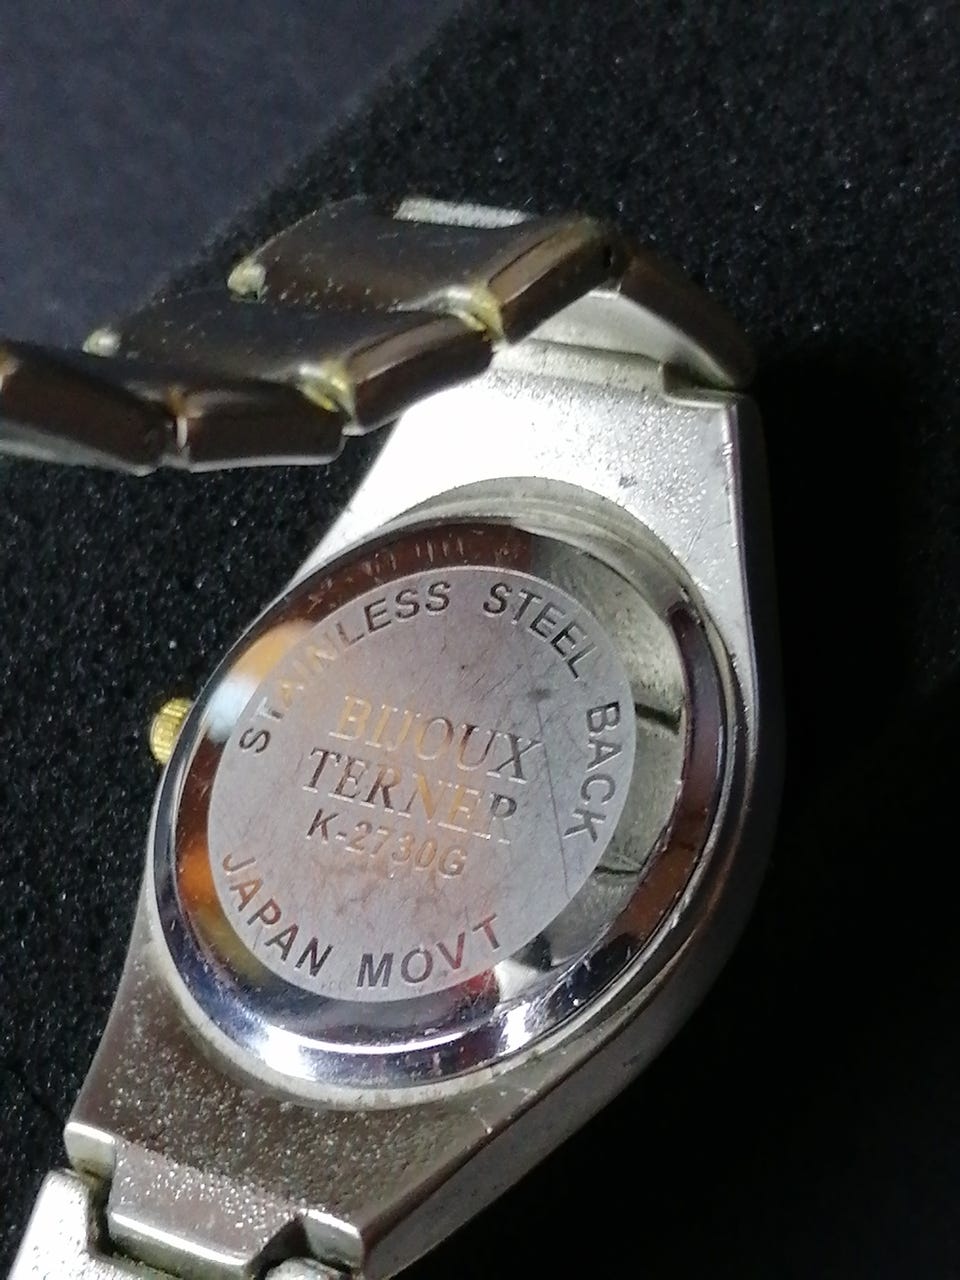 STAINLESS STEEL BACK
BIJOUX
TERNER
K-2730G
JAPAN MOVT